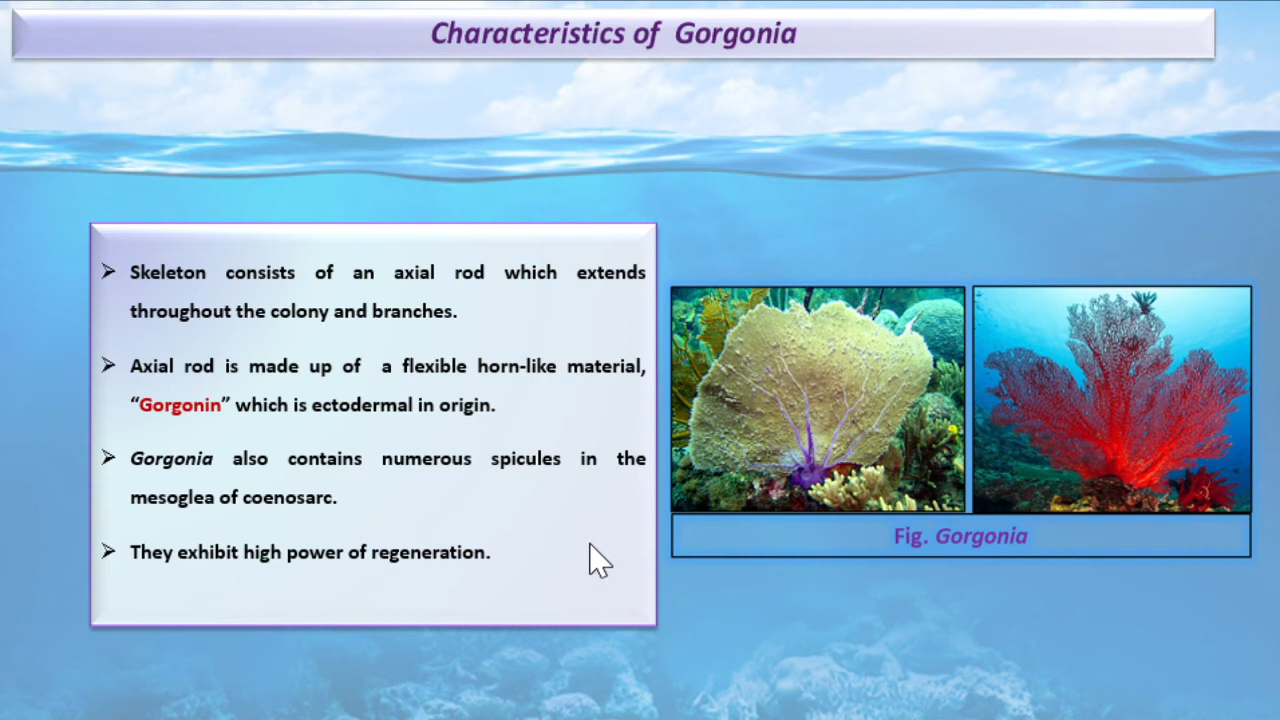 Characteristics of Gorgonia
➢ Skeleton consists of an axial rod which extends
throughout the colony and branches.
➢ Axial rod is made up of a flexible horn-like material,
“Gorgonin” which is ectodermal in origin.
➢ Gorgonia also contains numerous spicules in the
mesoglea of coenosarc.
➢ They exhibit high power of regeneration.
Fig. Gorgonia